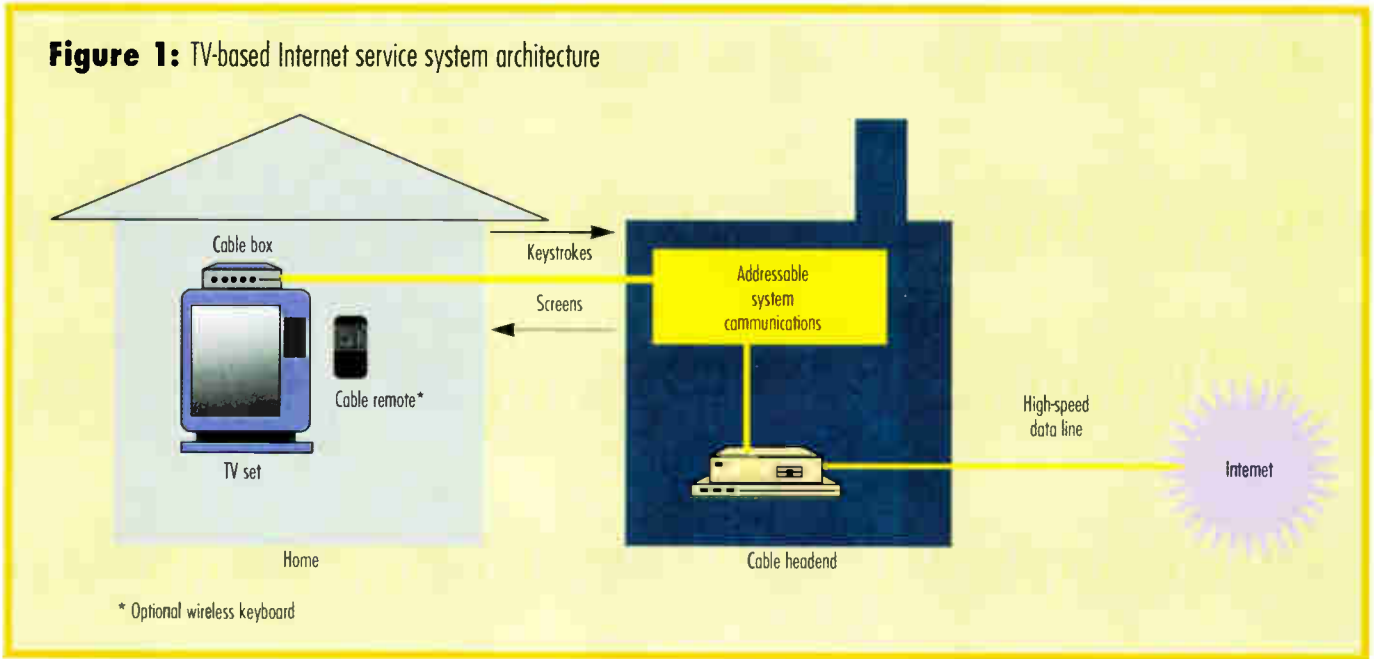 Figure 1: TV-based Internet service system architecture
Cable box
Keystrokes
Screens
Addressable
system
communications
Cable remote*
TV set
High-speed
data line
Internet
Home
Cable headend
* Optional wireless keyboard